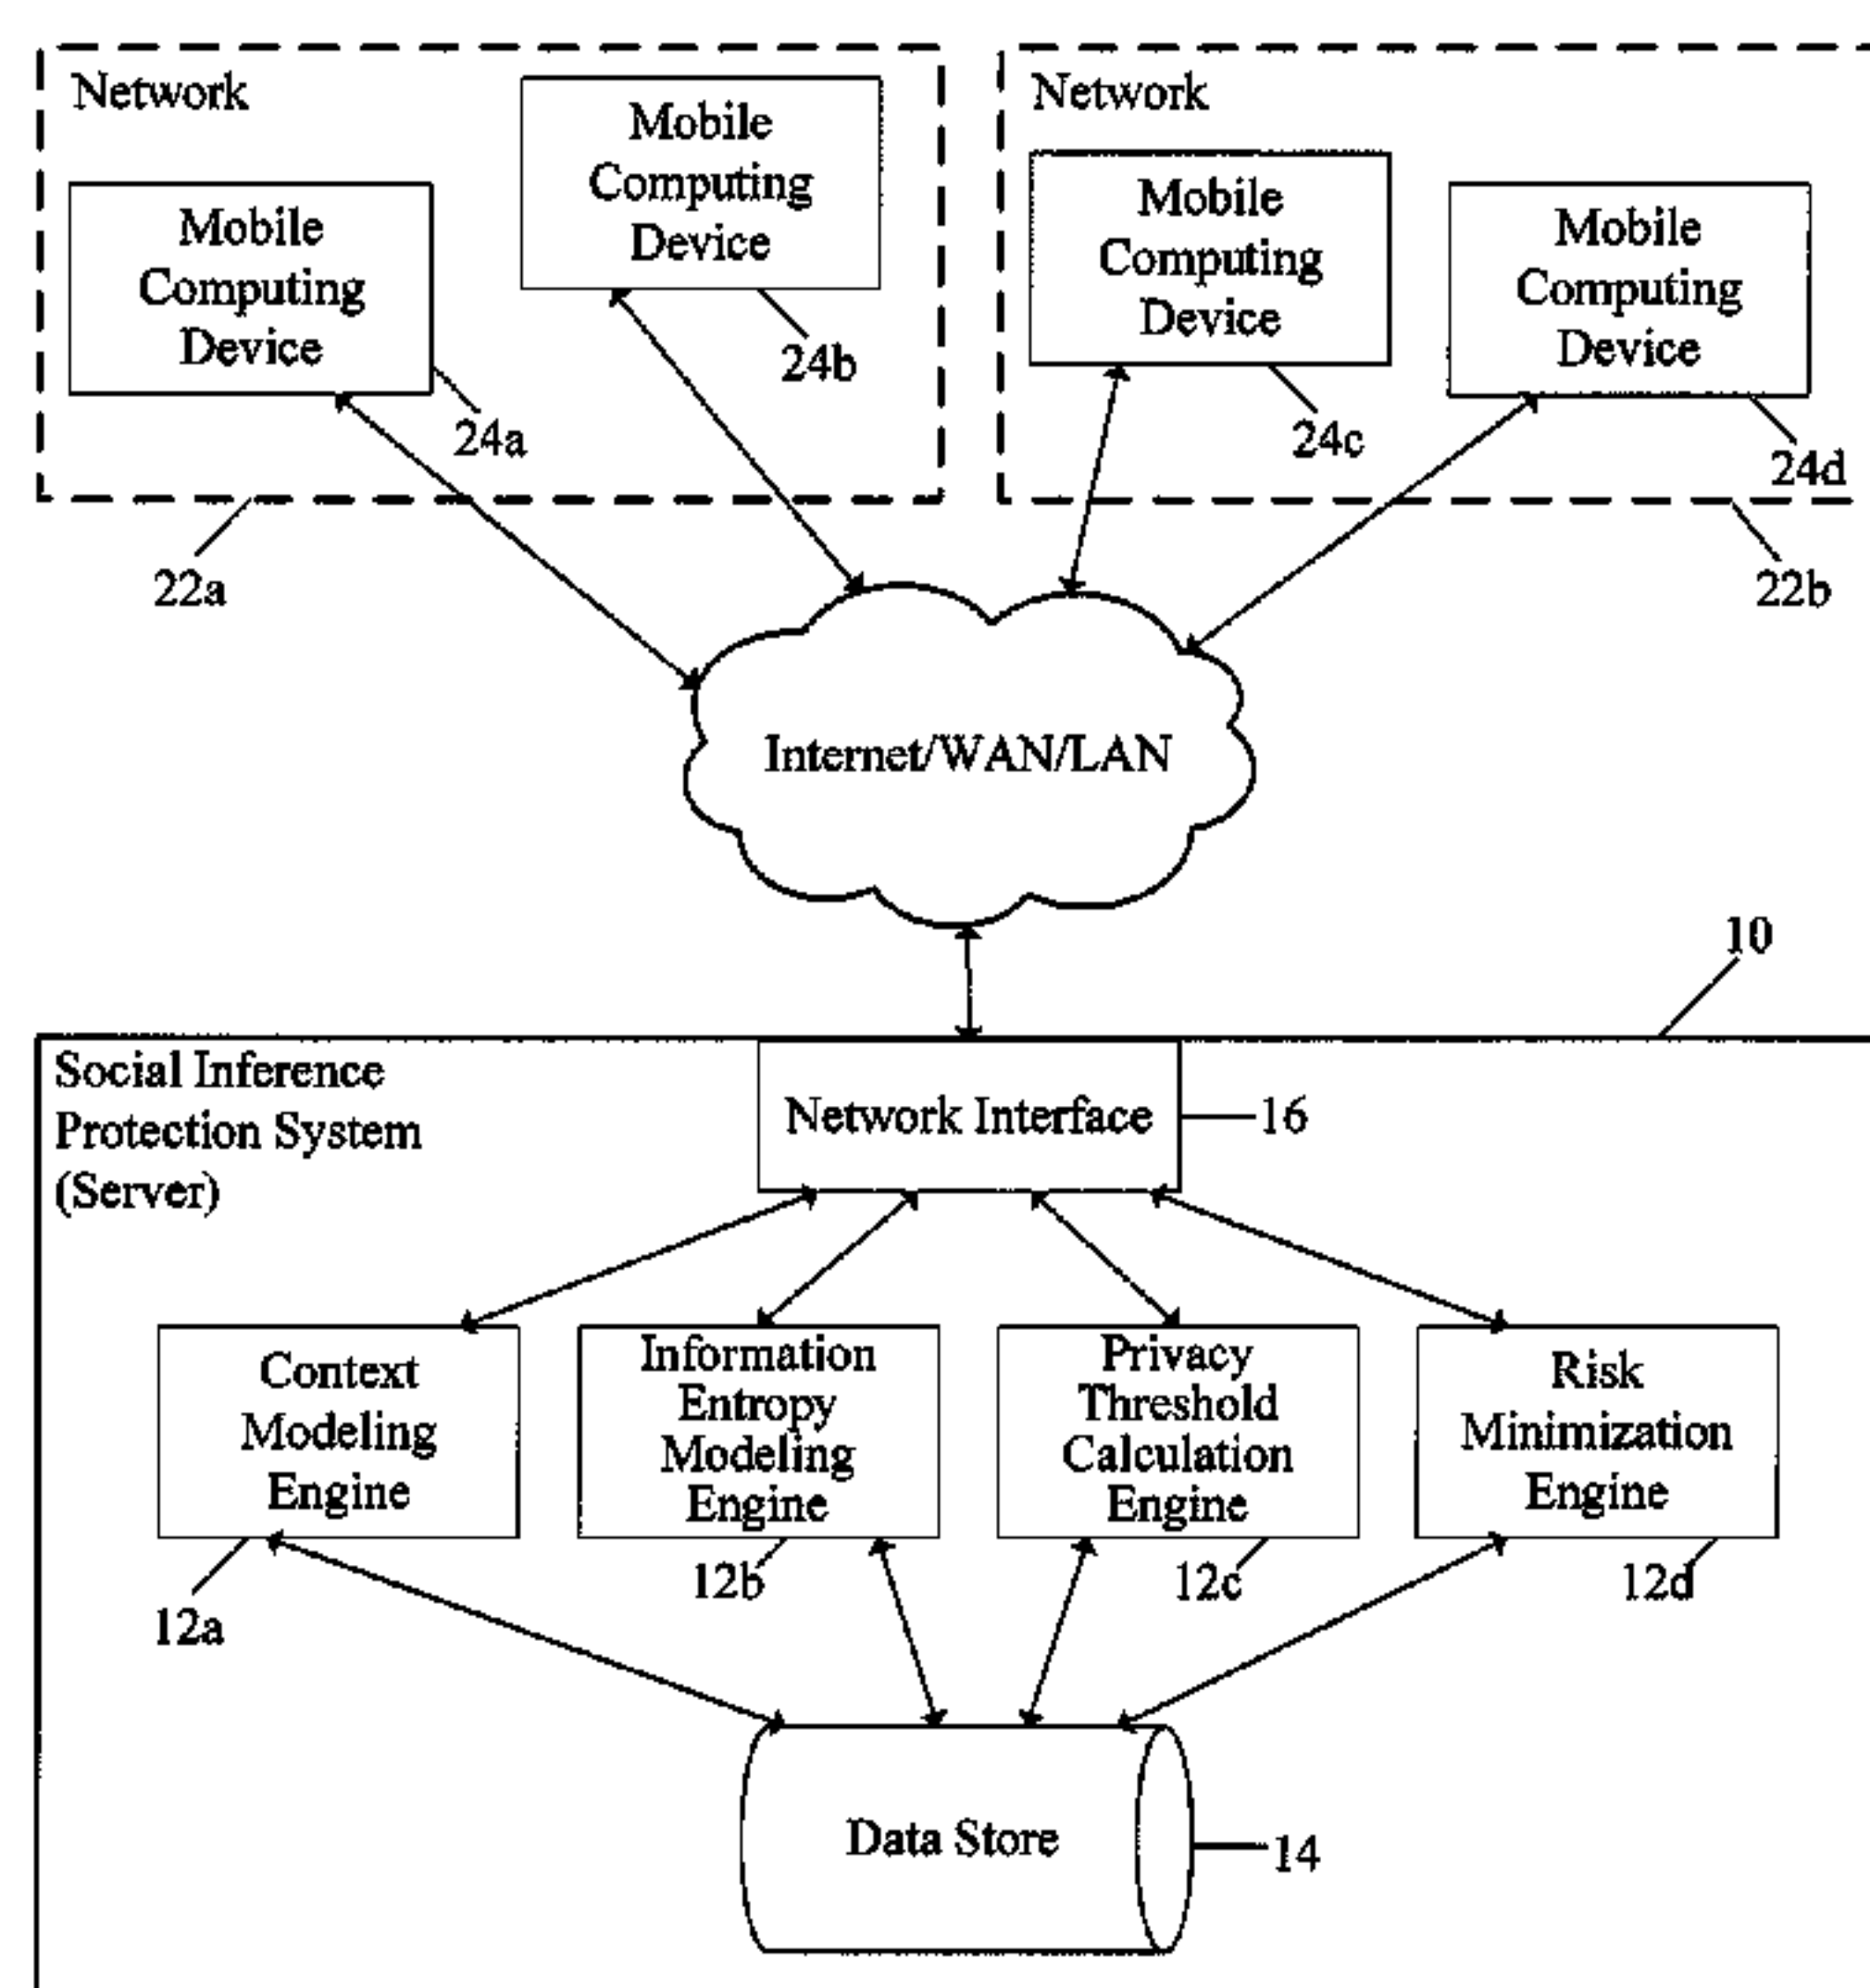 Network
Mobile
Computing
Device
24a
Mobile
Computing
Device
24b
22a
Network
Mobile
Computing
Device
24c
Mobile
Computing
Device
24d
22b
Internet/WAN/LAN
10
Social Inference
Protection System
(Server)
Network Interface
16
Context
Modeling
Engine
12a
Information
Entropy
Modeling
Engine
12b
Privacy
Threshold
Calculation
Engine
12c
Risk
Minimization
Engine
12d
Data Store
14